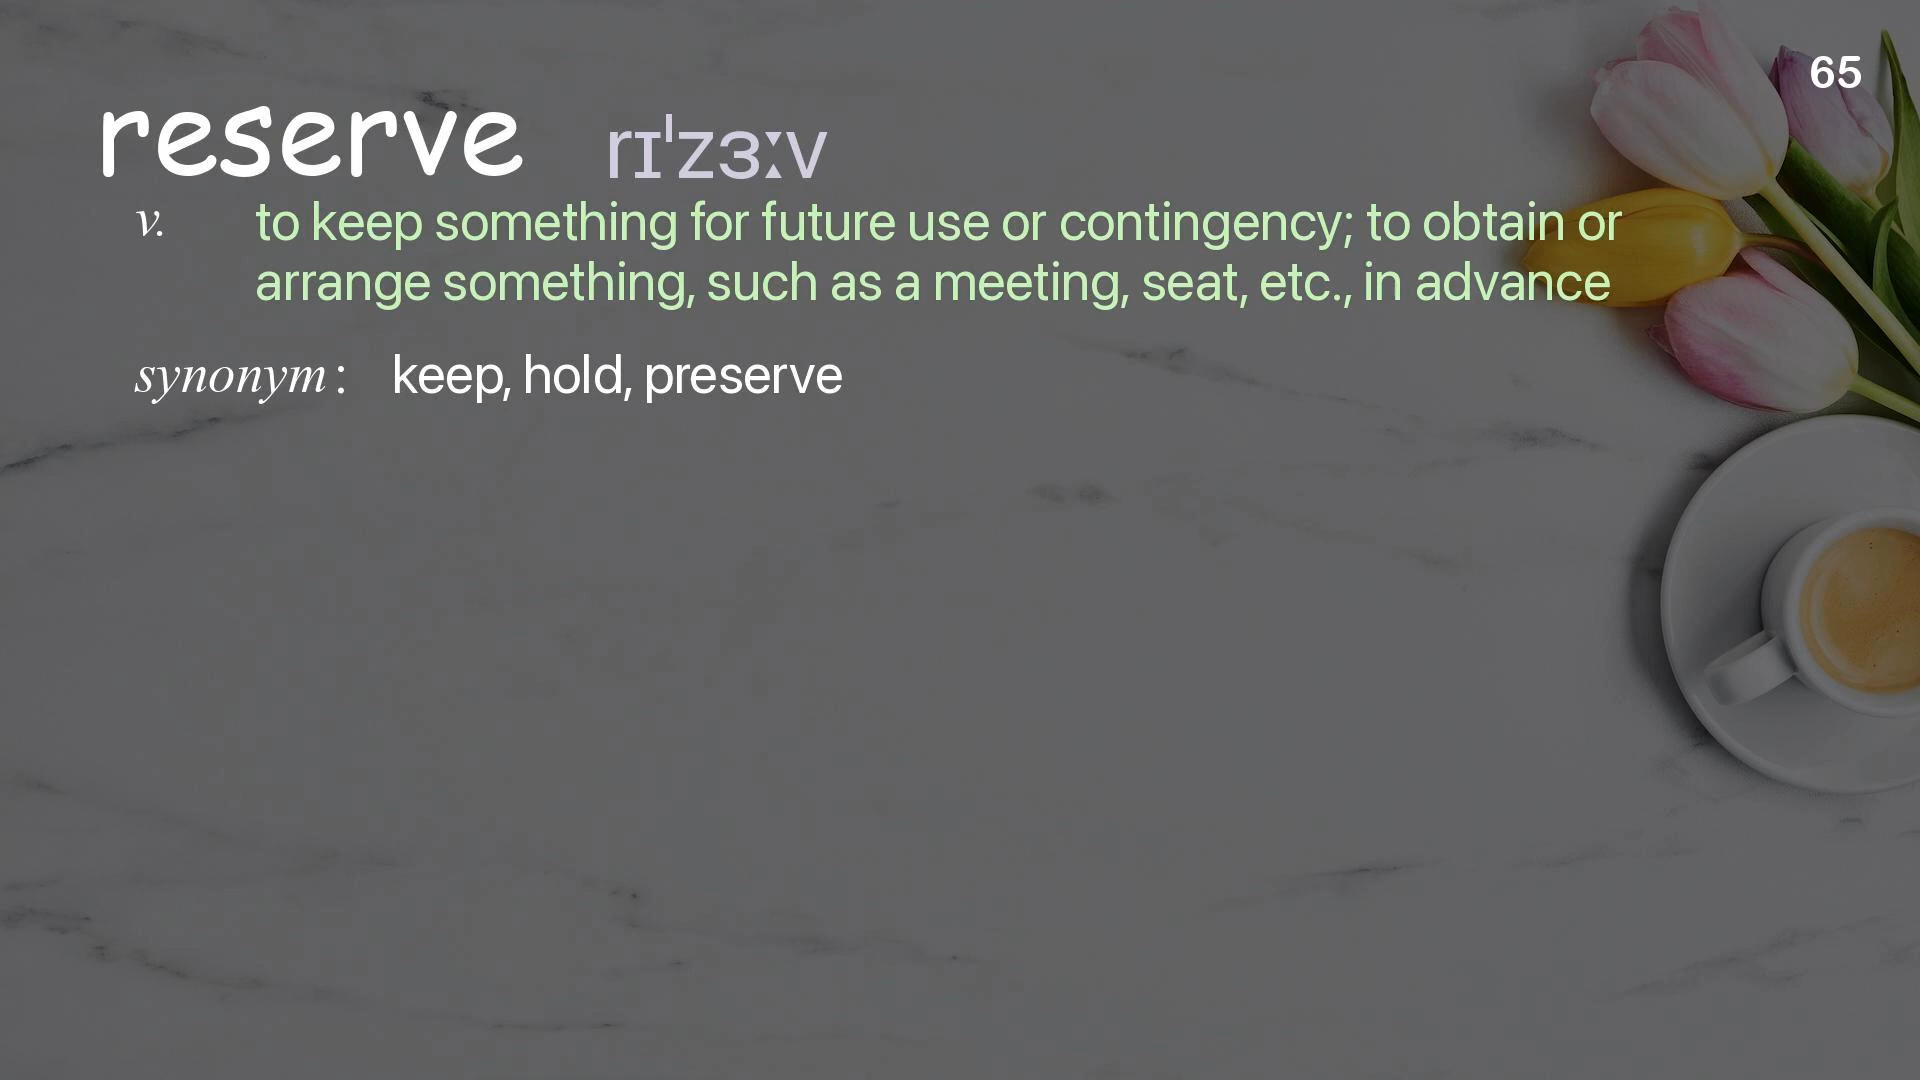 65
reserve rɪˈzɜːv
v. to keep something for future use or contingency; to obtain or
arrange something, such as a meeting, seat, etc., in advance
synonym: keep, hold, preserve